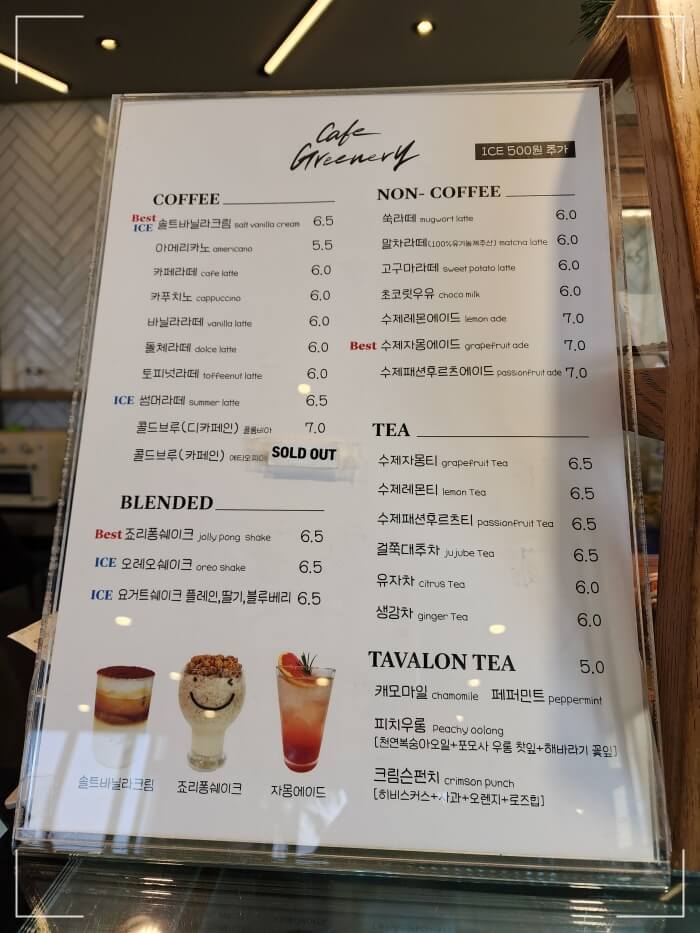 Cafe
Greenery
ICE 500원 추가
COFFEE
Best
ICE
솔트바닐라크림 salt vanilla cream 6.5
아메리카노 americano 5.5
카페라떼 cafe latte 6.0
카푸치노 cappuccino 6.0
바닐라라떼 vanilla latte 6.0
돌체라떼 dolce latte 6.0
토피넛라떼 toffeenut latte 6.0
ICE 썸머라떼 summer latte 6.5
콜드브루(디카페인) 콜롬비아 7.0
콜드브루(카페인) SOLD OUT
BLENDED
Best 죠리퐁쉐이크 jolly pong shake 6.5
ICE 오레오쉐이크 oreo shake 6.5
ICE 요거트쉐이크 플레인,딸기,블루베리 6.5
솔트바닐라크림 죠리퐁쉐이크 자몽에이드
NON- COFFEE
쑥라떼 mugwort latte 6.0
말차라떼(100%유기농제주산) matcha latte 6.0
고구마라떼 sweet potato latte 6.0
초코릿우유 choco milk 6.0
수제레몬에이드 lemon ade 7.0
Best 수제자몽에이드 grapefruit ade 7.0
수제패션후르츠에이드 passionfruit ade 7.0
TEA
수제자몽티 grapefruit Tea 6.5
수제레몬티 lemon Tea 6.5
수제패션후르츠티 passionfruit Tea 6.5
걸쭉대추차 jujube Tea 6.5
유자차 citrus Tea 6.0
생강차 ginger Tea 6.0
TAVALON TEA 5.0
캐모마일 chamomile 페퍼민트 peppermint
피치우롱 Peachy oolong
[천연복숭아오일+포모사 우롱 찻잎+해바라기 꽃잎]
크림슨펀치 crimson punch
[히비스커스+사과+오렌지+로즈힙]